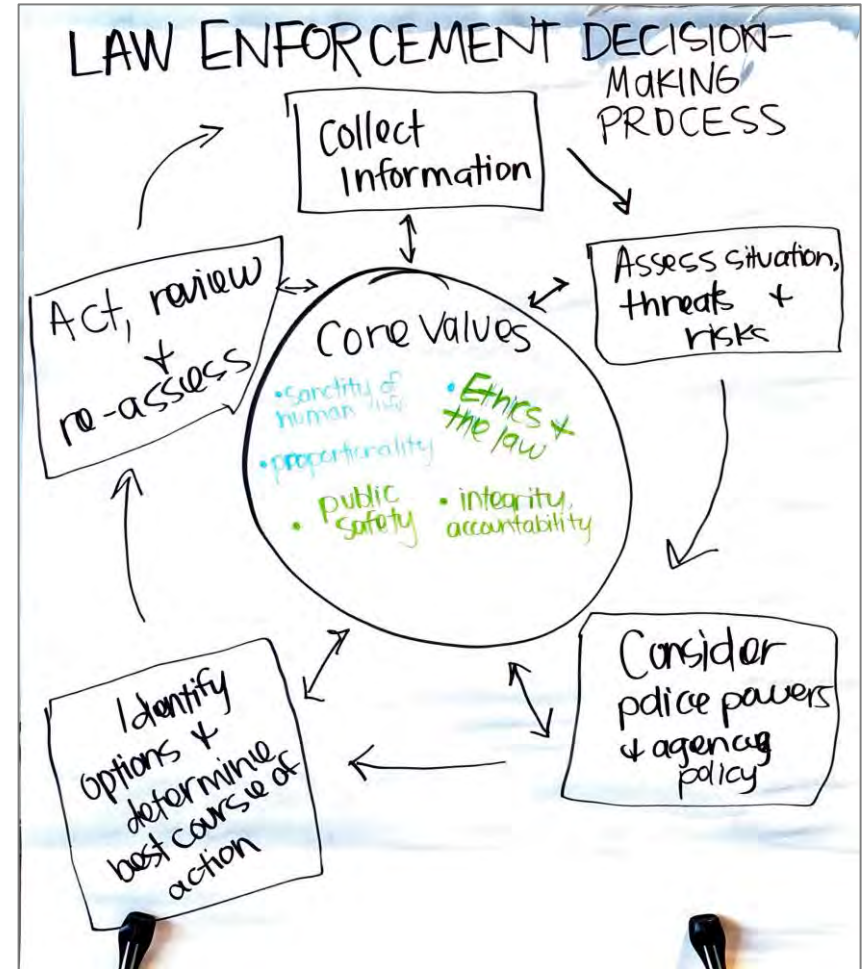 LAW ENFORCEMENT DECISION-
MAKING
PROCESS
Collect
Information
Assess situation,
threats +
risks
Consider
police powers
+ agency
policy
Identify
options +
determine
best course of
action
Act, review
+
re-assess
Core Values
•sanctity of
human life
•proportionality
• public
safety
• Ethics +
the law
• integrity,
accountability